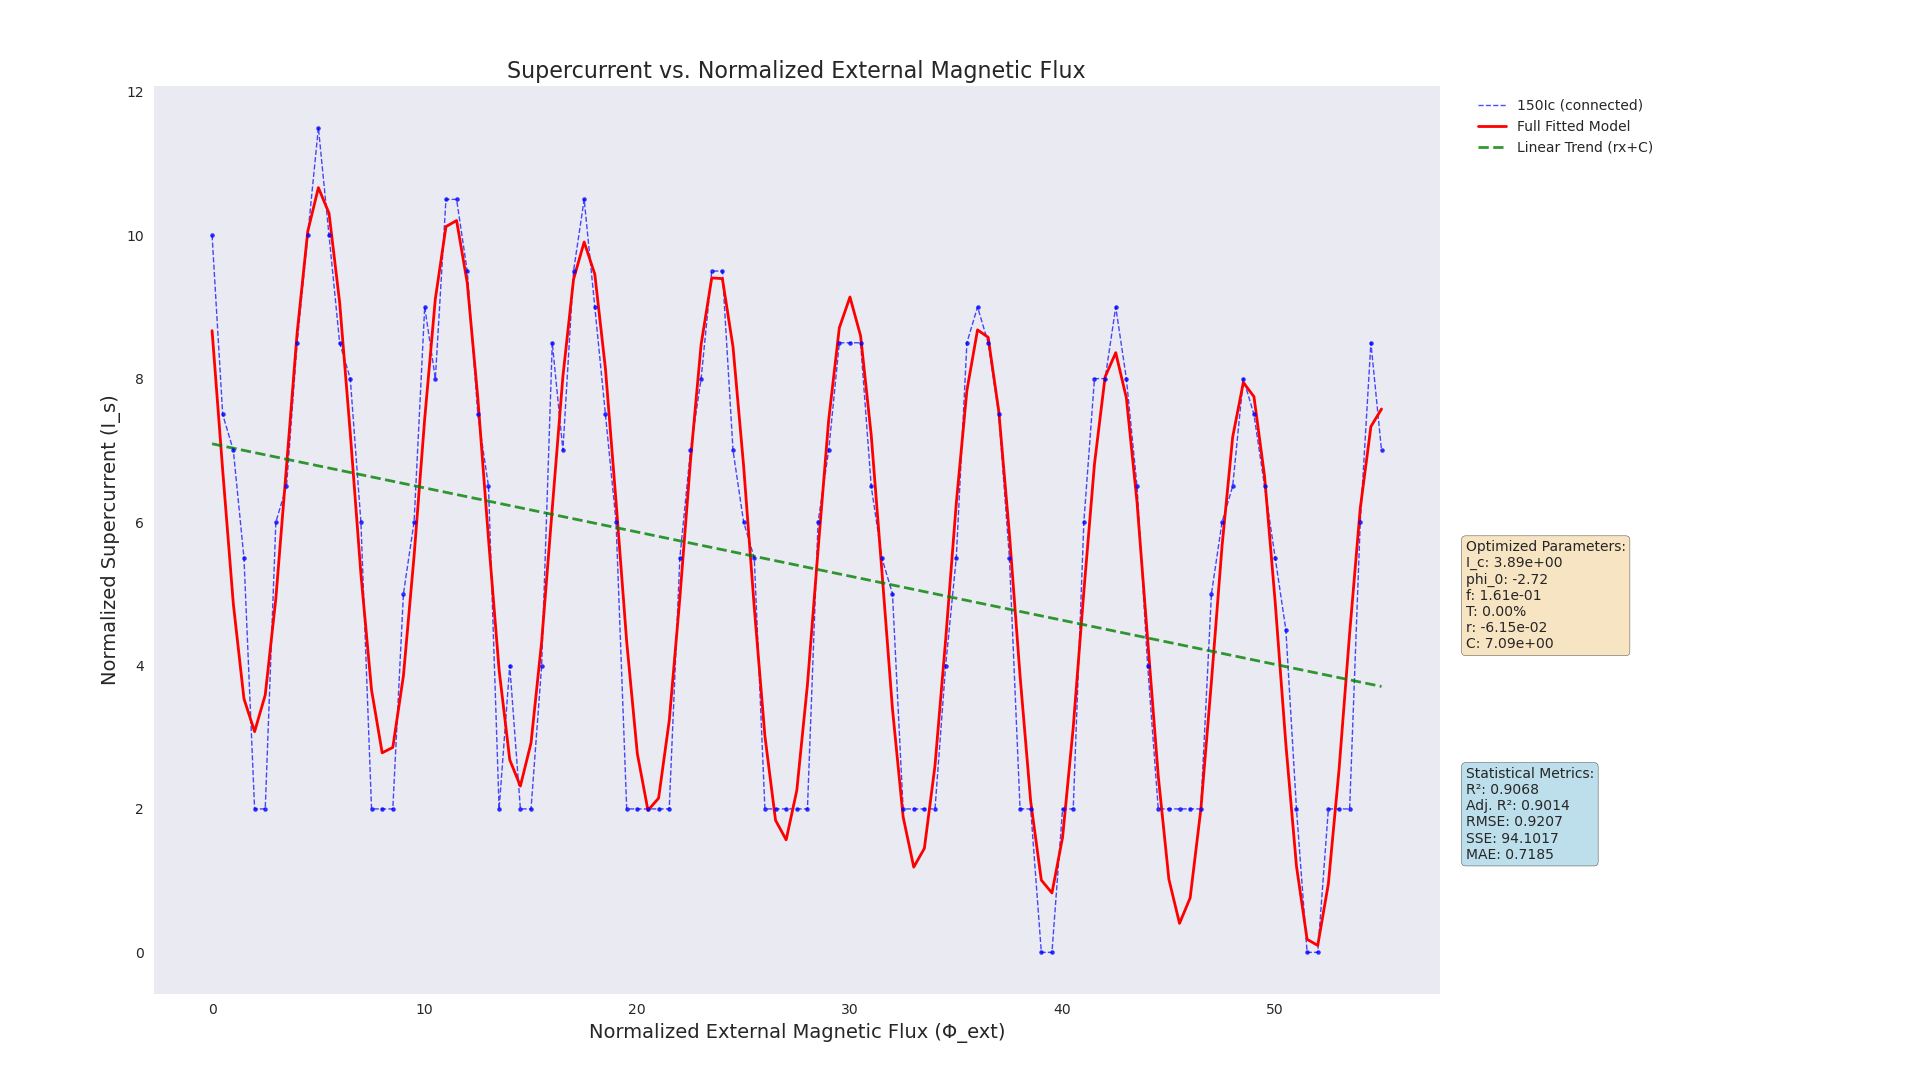 Supercurrent vs. Normalized External Magnetic Flux
12
10
8
6
4
2
0
Normalized Supercurrent (I_s)
0
10
20
30
40
50
Normalized External Magnetic Flux (Φ_ext)
150Ic (connected)
Full Fitted Model
Linear Trend (rx+C)
Optimized Parameters:
I_c: 3.89e+00
phi_0: -2.72
f: 1.61e-01
T: 0.00%
r: -6.15e-02
C: 7.09e+00
Statistical Metrics:
R²: 0.9068
Adj. R²: 0.9014
RMSE: 0.9207
SSE: 94.1017
MAE: 0.7185